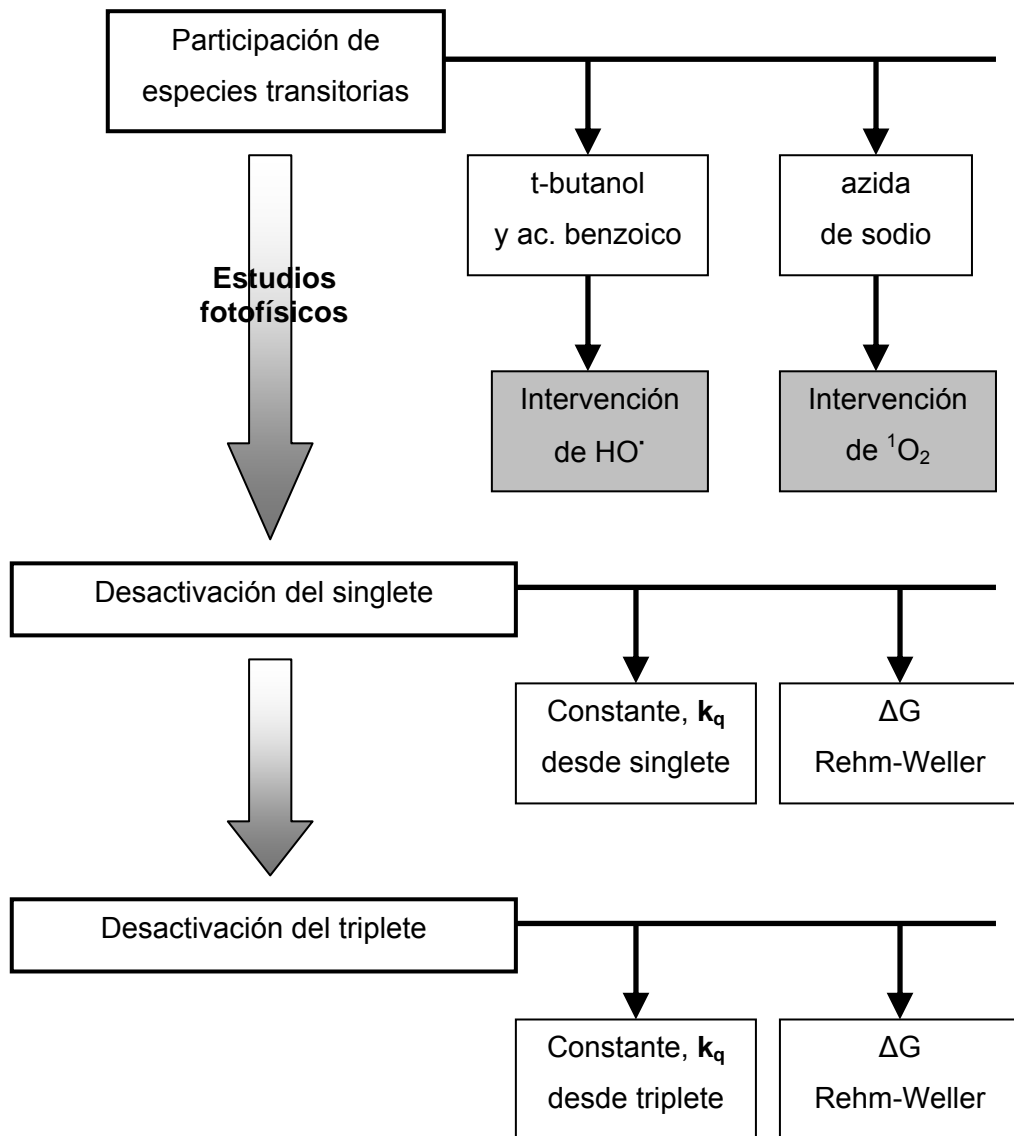 Participación de
especies transitorias
t-butanol
y ac. benzoico
azida
de sodio
Estudios
fotofísicos
Intervención
de HO˙
Intervención
de ¹O₂
Desactivación del singlete
Constante, kq
desde singlete
ΔG
Rehm-Weller
Desactivación del triplete
Constante, kq
desde triplete
ΔG
Rehm-Weller